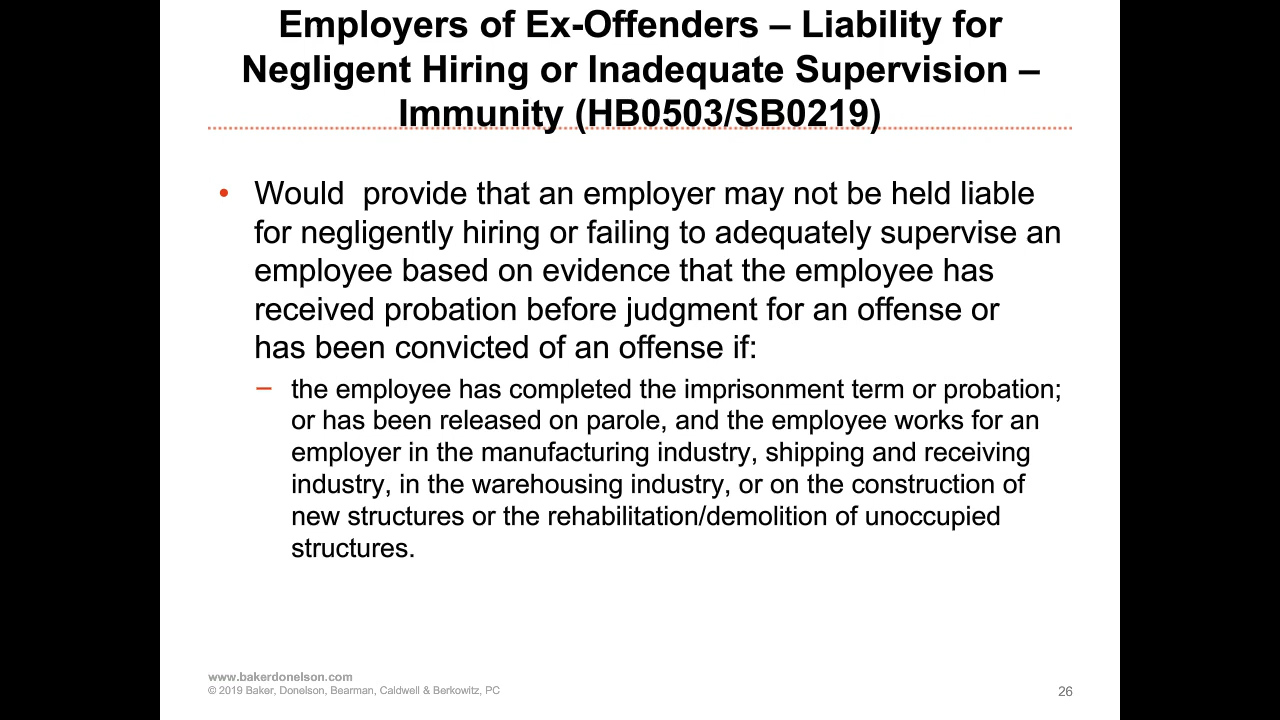 Employers of Ex-Offenders – Liability for
Negligent Hiring or Inadequate Supervision –
Immunity (HB0503/SB0219)
• Would  provide that an employer may not be held liable
for negligently hiring or failing to adequately supervise an
employee based on evidence that the employee has
received probation before judgment for an offense or
has been convicted of an offense if:
– the employee has completed the imprisonment term or probation;
or has been released on parole, and the employee works for an
employer in the manufacturing industry, shipping and receiving
industry, in the warehousing industry, or on the construction of
new structures or the rehabilitation/demolition of unoccupied
structures.
www.bakerdonelson.com
© 2019 Baker, Donelson, Bearman, Caldwell & Berkowitz, PC
26